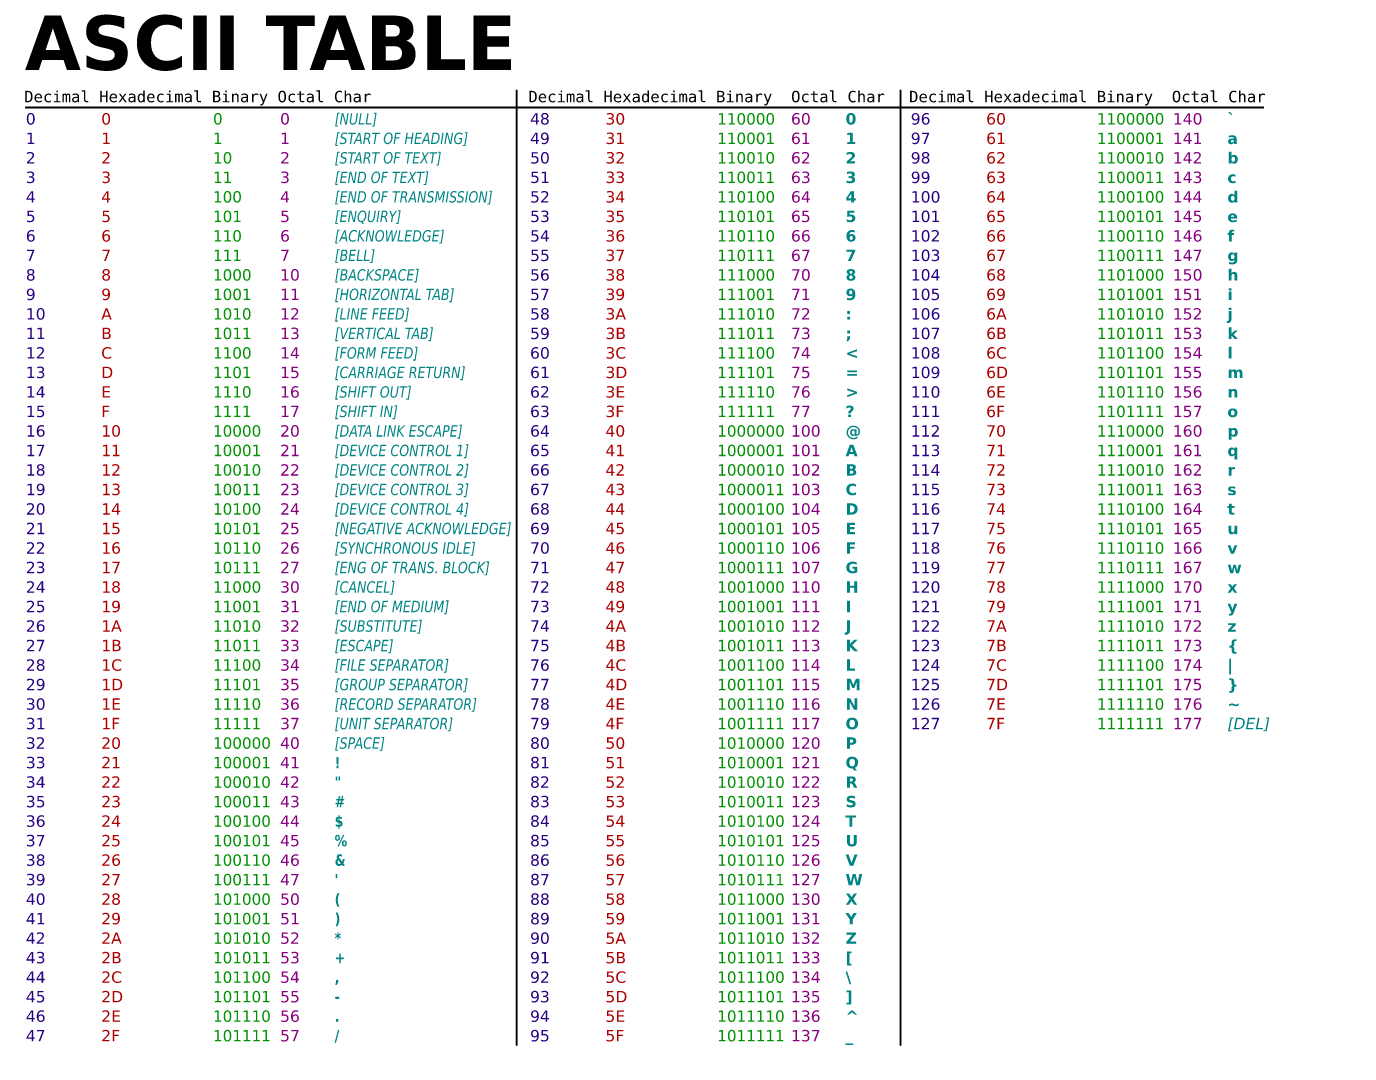 ASCII TABLE
Decimal Hexadecimal Binary Octal Char
0 0 0 0 [NULL]
1 1 1 1 [START OF HEADING]
2 2 10 2 [START OF TEXT]
3 3 11 3 [END OF TEXT]
4 4 100 4 [END OF TRANSMISSION]
5 5 101 5 [ENQUIRY]
6 6 110 6 [ACKNOWLEDGE]
7 7 111 7 [BELL]
8 8 1000 10 [BACKSPACE]
9 9 1001 11 [HORIZONTAL TAB]
10 A 1010 12 [LINE FEED]
11 B 1011 13 [VERTICAL TAB]
12 C 1100 14 [FORM FEED]
13 D 1101 15 [CARRIAGE RETURN]
14 E 1110 16 [SHIFT OUT]
15 F 1111 17 [SHIFT IN]
16 10 10000 20 [DATA LINK ESCAPE]
17 11 10001 21 [DEVICE CONTROL 1]
18 12 10010 22 [DEVICE CONTROL 2]
19 13 10011 23 [DEVICE CONTROL 3]
20 14 10100 24 [DEVICE CONTROL 4]
21 15 10101 25 [NEGATIVE ACKNOWLEDGE]
22 16 10110 26 [SYNCHRONOUS IDLE]
23 17 10111 27 [ENG OF TRANS. BLOCK]
24 18 11000 30 [CANCEL]
25 19 11001 31 [END OF MEDIUM]
26 1A 11010 32 [SUBSTITUTE]
27 1B 11011 33 [ESCAPE]
28 1C 11100 34 [FILE SEPARATOR]
29 1D 11101 35 [GROUP SEPARATOR]
30 1E 11110 36 [RECORD SEPARATOR]
31 1F 11111 37 [UNIT SEPARATOR]
32 20 100000 40 [SPACE]
33 21 100001 41 !
34 22 100010 42 "
35 23 100011 43 #
36 24 100100 44 $
37 25 100101 45 %
38 26 100110 46 &
39 27 100111 47 '
40 28 101000 50 (
41 29 101001 51 )
42 2A 101010 52 *
43 2B 101011 53 +
44 2C 101100 54 ,
45 2D 101101 55 -
46 2E 101110 56 .
47 2F 101111 57 /
Decimal Hexadecimal Binary Octal Char
48 30 110000 60 0
49 31 110001 61 1
50 32 110010 62 2
51 33 110011 63 3
52 34 110100 64 4
53 35 110101 65 5
54 36 110110 66 6
55 37 110111 67 7
56 38 111000 70 8
57 39 111001 71 9
58 3A 111010 72 :
59 3B 111011 73 ;
60 3C 111100 74 <
61 3D 111101 75 =
62 3E 111110 76 >
63 3F 111111 77 ?
64 40 1000000 100 @
65 41 1000001 101 A
66 42 1000010 102 B
67 43 1000011 103 C
68 44 1000100 104 D
69 45 1000101 105 E
70 46 1000110 106 F
71 47 1000111 107 G
72 48 1001000 110 H
73 49 1001001 111 I
74 4A 1001010 112 J
75 4B 1001011 113 K
76 4C 1001100 114 L
77 4D 1001101 115 M
78 4E 1001110 116 N
79 4F 1001111 117 O
80 50 1010000 120 P
81 51 1010001 121 Q
82 52 1010010 122 R
83 53 1010011 123 S
84 54 1010100 124 T
85 55 1010101 125 U
86 56 1010110 126 V
87 57 1010111 127 W
88 58 1011000 130 X
89 59 1011001 131 Y
90 5A 1011010 132 Z
91 5B 1011011 133 [
92 5C 1011100 134 \
93 5D 1011101 135 ]
94 5E 1011110 136 ^
95 5F 1011111 137 _
Decimal Hexadecimal Binary Octal Char
96 60 1100000 140 `
97 61 1100001 141 a
98 62 1100010 142 b
99 63 1100011 143 c
100 64 1100100 144 d
101 65 1100101 145 e
102 66 1100110 146 f
103 67 1100111 147 g
104 68 1101000 150 h
105 69 1101001 151 i
106 6A 1101010 152 j
107 6B 1101011 153 k
108 6C 1101100 154 l
109 6D 1101101 155 m
110 6E 1101110 156 n
111 6F 1101111 157 o
112 70 1110000 160 p
113 71 1110001 161 q
114 72 1110010 162 r
115 73 1110011 163 s
116 74 1110100 164 t
117 75 1110101 165 u
118 76 1110110 166 v
119 77 1110111 167 w
120 78 1111000 170 x
121 79 1111001 171 y
122 7A 1111010 172 z
123 7B 1111011 173 {
124 7C 1111100 174 |
125 7D 1111101 175 }
126 7E 1111110 176 ~
127 7F 1111111 177 [DEL]